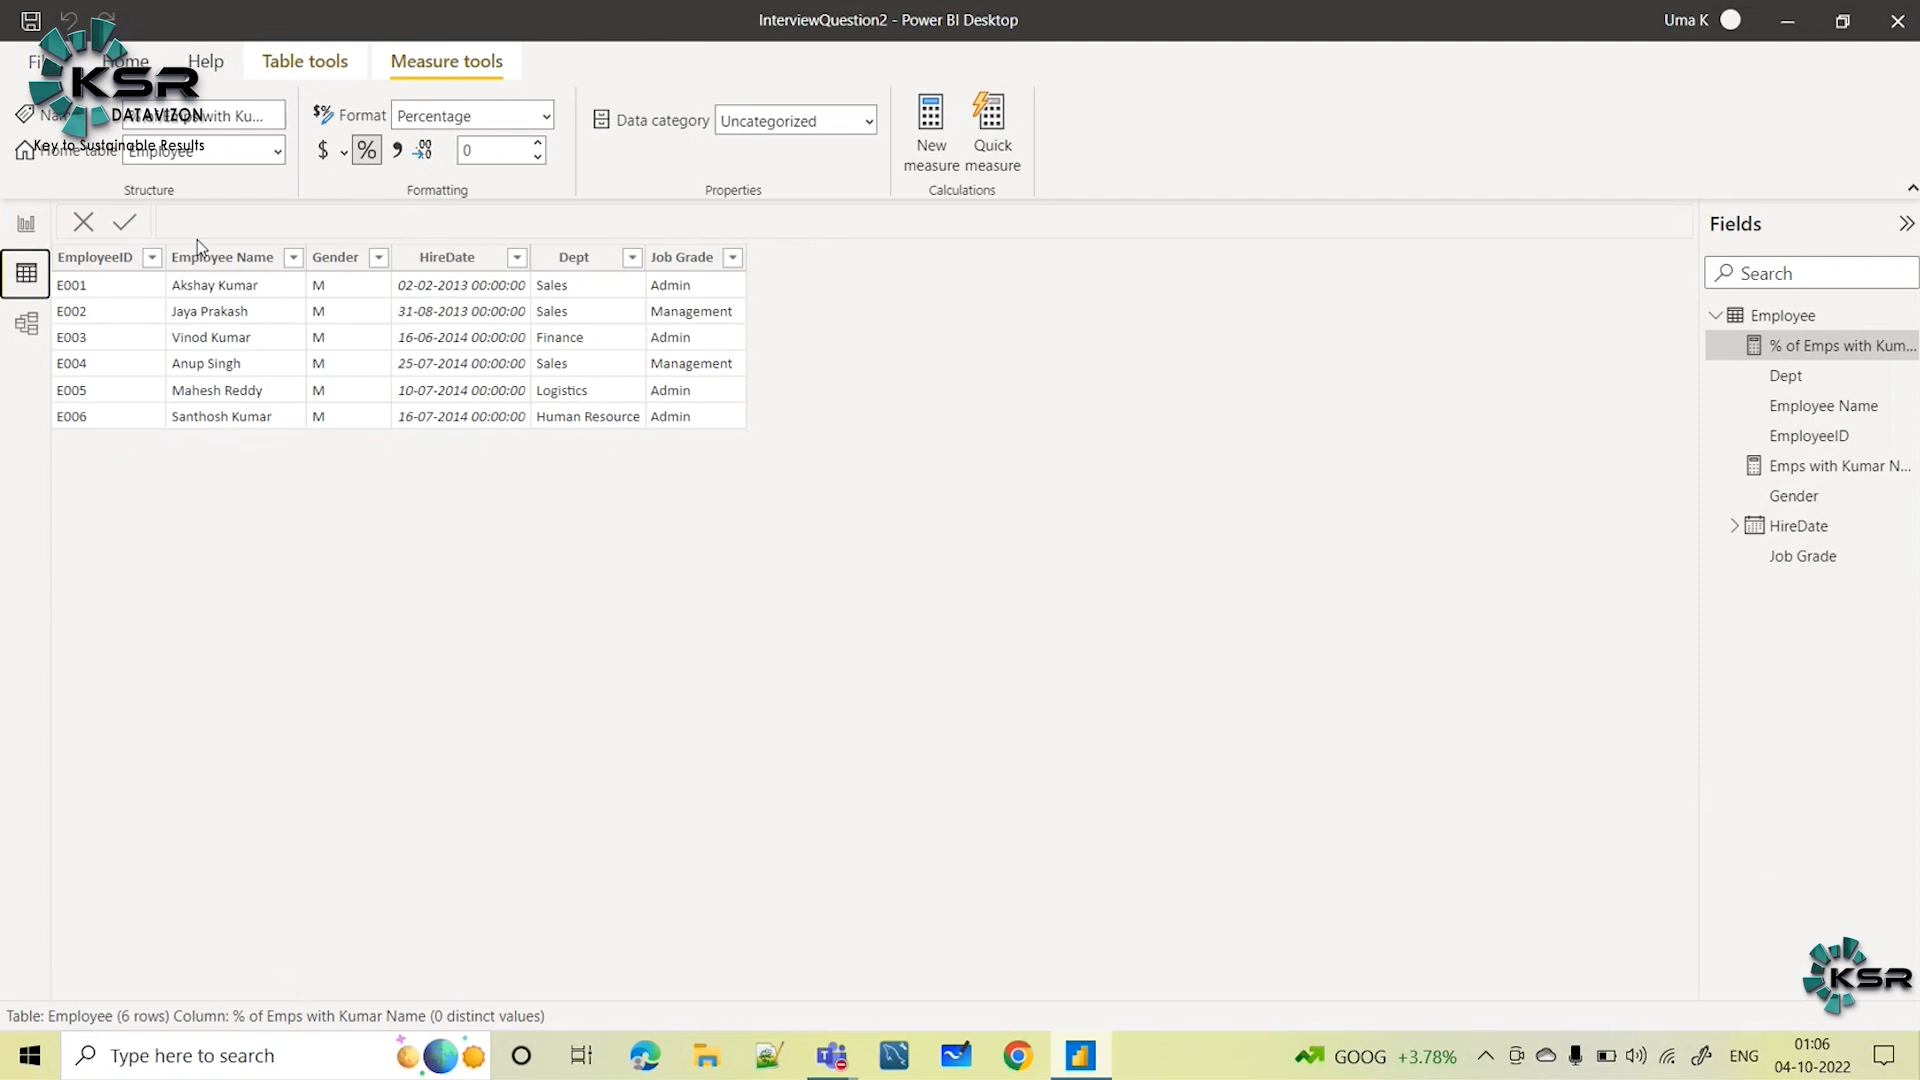 InterviewQuestion2 - Power BI Desktop
Uma K
Home
Help
Table tools
Measure tools
KSR
DATAVIZON
Key to Sustainable Results
with Ku...
Home table
Employee
Structure
Format
Percentage
$
%
0
Formatting
Data category
Uncategorized
Properties
New measure
Quick measure
Calculations
EmployeeID Employee Name Gender HireDate Dept Job Grade
E001 Akshay Kumar M 02-02-2013 00:00:00 Sales Admin
E002 Jaya Prakash M 31-08-2013 00:00:00 Sales Management
E003 Vinod Kumar M 16-06-2014 00:00:00 Finance Admin
E004 Anup Singh M 25-07-2014 00:00:00 Sales Management
E005 Mahesh Reddy M 10-07-2014 00:00:00 Logistics Admin
E006 Santhosh Kumar M 16-07-2014 00:00:00 Human Resource Admin
Fields
Search
Employee
% of Emps with Kum...
Dept
Employee Name
EmployeeID
Emps with Kumar N...
Gender
HireDate
Job Grade
KSR
Table: Employee (6 rows) Column: % of Emps with Kumar Name (0 distinct values)
Type here to search
GOOG +3.78%
ENG
01:06
04-10-2022